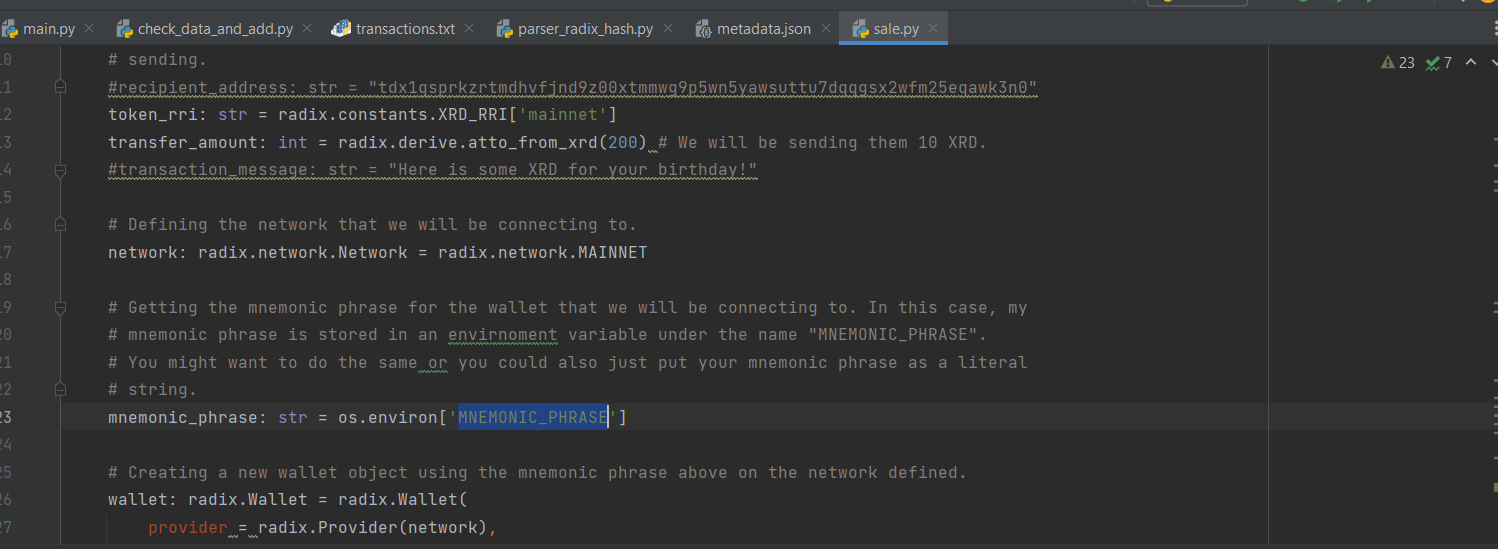 main.py check_data_and_add.py transactions.txt parser_radix_hash.py metadata.json sale.py
10 # sending. 23 7
11 #recipient_address: str = "tdx1qsprkzrtmdhvfjnd9z00xtmmwq9p5wn5yawsuttu7dqqgsx2wfm25eqawk3n0"
12 token_rri: str = radix.constants.XRD_RRI['mainnet']
13 transfer_amount: int = radix.derive.atto_from_xrd(200) # We will be sending them 10 XRD.
14 #transaction_message: str = "Here is some XRD for your birthday!"
15
16 # Defining the network that we will be connecting to.
17 network: radix.network.Network = radix.network.MAINNET
18
19 # Getting the mnemonic phrase for the wallet that we will be connecting to. In this case, my
20 # mnemonic phrase is stored in an envirnoment variable under the name "MNEMONIC_PHRASE".
21 # You might want to do the same or you could also just put your mnemonic phrase as a literal
22 # string.
23 mnemonic_phrase: str = os.environ['MNEMONIC_PHRASE']
24
25 # Creating a new wallet object using the mnemonic phrase above on the network defined.
26 wallet: radix.Wallet = radix.Wallet(
27 provider = radix.Provider(network),